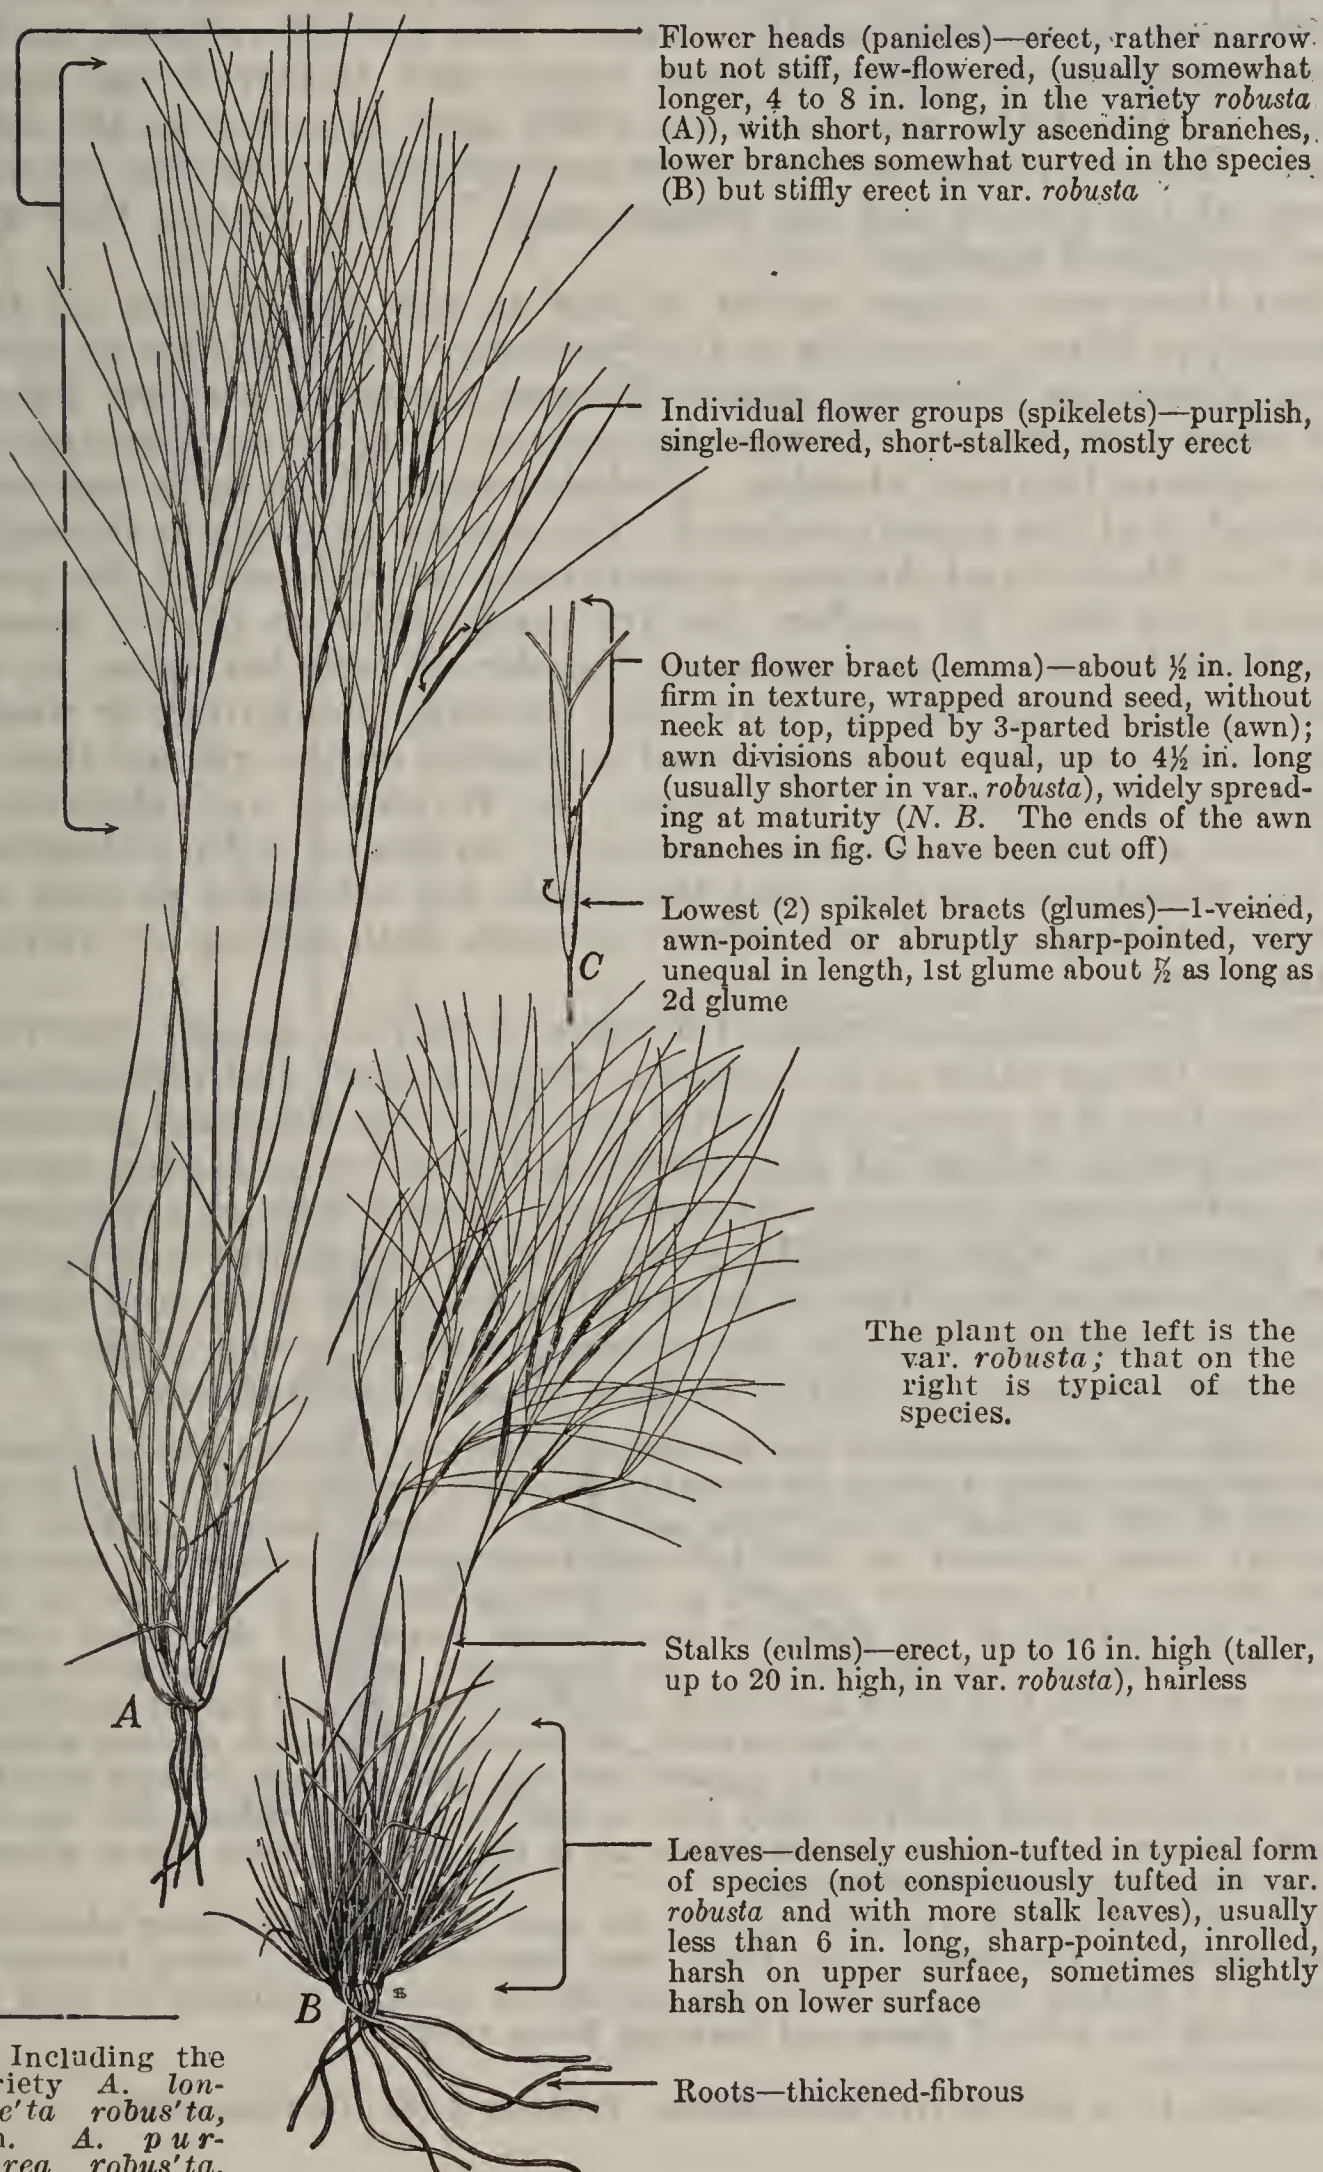 Flower heads (panicles)—erect, rather narrow
but not stiff, few-flowered, (usually somewhat
longer, 4 to 8 in. long, in the variety robusta
(A)), with short, narrowly ascending branches,
lower branches somewhat curved in the species
(B) but stiffly erect in var. robusta
Individual flower groups (spikelets)—purplish,
single-flowered, short-stalked, mostly erect
Outer flower bract (lemma)—about ½ in. long,
firm in texture, wrapped around seed, without
neck at top, tipped by 3-parted bristle (awn);
awn divisions about equal, up to 4½ in. long
(usually shorter in var. robusta), widely spread-
ing at maturity (N. B. The ends of the awn
branches in fig. C have been cut off)
Lowest (2) spikelet bracts (glumes)—1-veined,
awn-pointed or abruptly sharp-pointed, very
unequal in length, 1st glume about ½ as long as
2d glume
C
The plant on the left is the
var. robusta; that on the
right is typical of the
species.
Stalks (culms)—erect, up to 16 in. high (taller,
up to 20 in. high, in var. robusta), hairless
A
Leaves—densely cushion-tufted in typical form
of species (not conspicuously tufted in var.
robusta and with more stalk leaves), usually
less than 6 in. long, sharp-pointed, inrolled,
harsh on upper surface, sometimes slightly
harsh on lower surface
B
Roots—thickened-fibrous
Including the
riety A. lon-
e'ta robus'ta,
A. pur-
rea robus'ta.